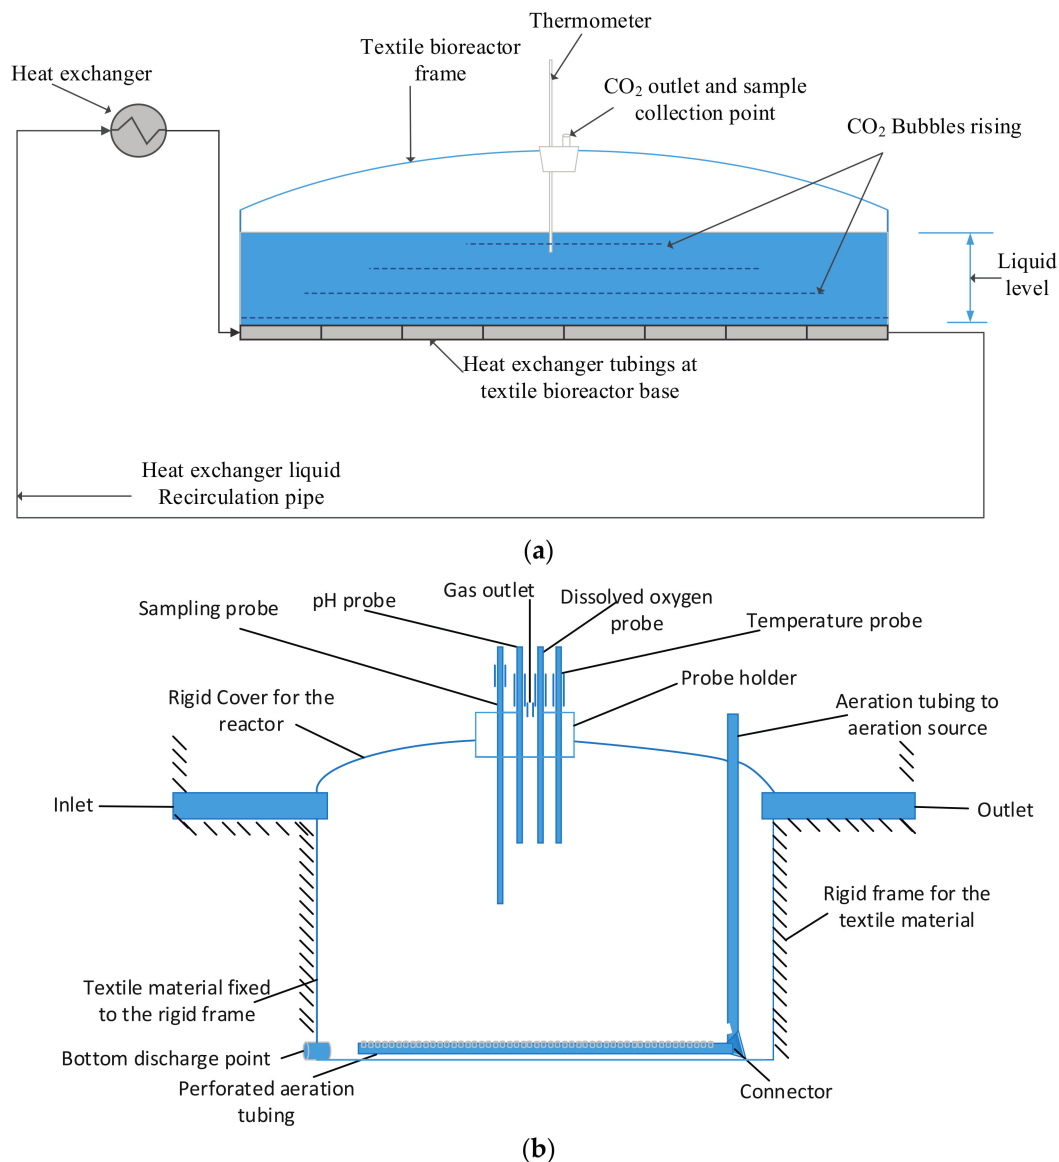 Thermometer
Textile bioreactor
frame
Heat exchanger
CO₂ outlet and sample
collection point
CO₂ Bubbles rising
Liquid
level
Heat exchanger tubings at
textile bioreactor base
Heat exchanger liquid
Recirculation pipe
(a)
Sampling probe
pH probe
Gas outlet
Dissolved oxygen
probe
Temperature probe
Rigid Cover for the
reactor
Probe holder
Aeration tubing to
aeration source
Inlet
Outlet
Rigid frame for the
textile material
Textile material fixed
to the rigid frame
Bottom discharge point
Perforated aeration
tubing
Connector
(b)